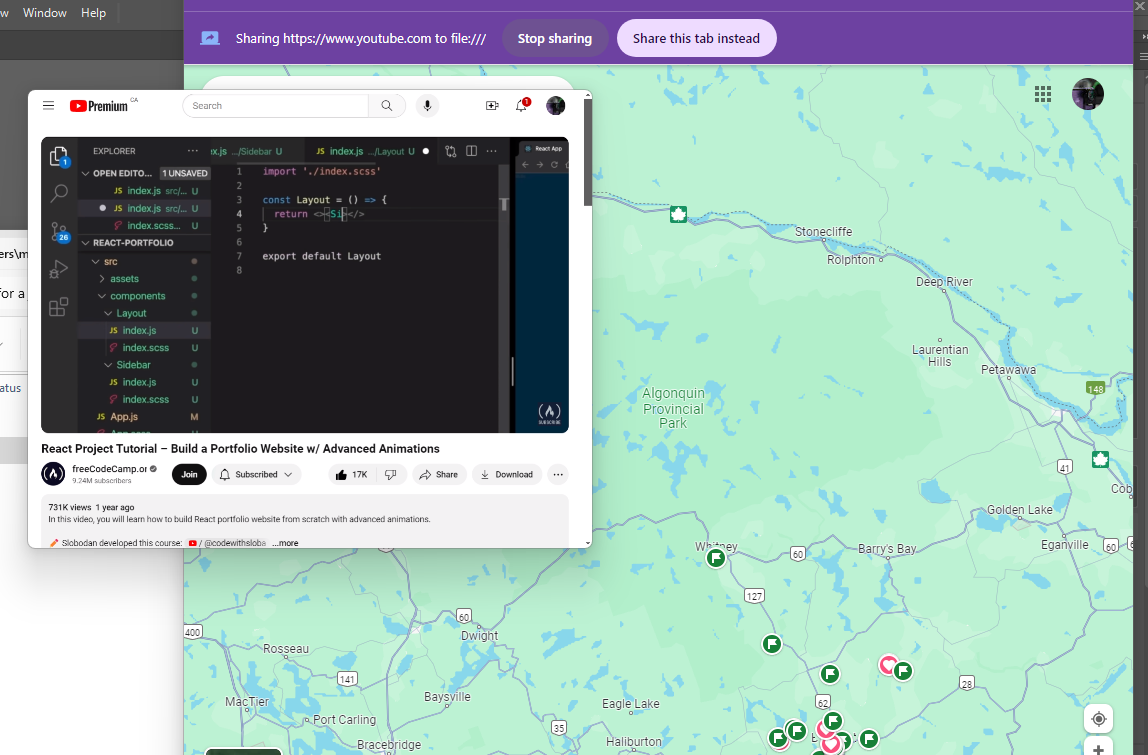 w Window Help
Sharing https://www.youtube.com to file:/// Stop sharing Share this tab instead
Premium CA
Search
1
EXPLORER
OPEN EDITO... 1 UNSAVED
JS index.js src/... U
JS index.js src/... U
index.scss... U
REACT-PORTFOLIO
src
assets
components
Layout
JS index.js U
index.scss U
Sidebar
JS index.js U
index.scss U
JS App.js M
1
26
x.js .../Sidebar U
JS index.js .../Layout U
1 import './index.scss'
2
3 const Layout = () => {
4 return <><Si></>
5 }
6
7 export default Layout
8
React App
SUBSCRIBE
React Project Tutorial – Build a Portfolio Website w/ Advanced Animations
freeCodeCamp.or
9.24M subscribers
Join Subscribed 17K Share Download
731K views 1 year ago
In this video, you will learn how to build React portfolio website from scratch with advanced animations.
Slobodan developed this course: / @codewithsloba ...more
ers\m
for a
atus
Stonecliffe
Rolphton
Deep River
Laurentian
Hills
Petawawa
148
Algonquin
Provincial
Park
41
Cob
Golden Lake
Eganville
60
Whitney
60
Barry's Bay
127
400
60
Dwight
Rosseau
141
28
62
MacTier
Baysville
Eagle Lake
Port Carling
35
Bracebridge
Haliburton